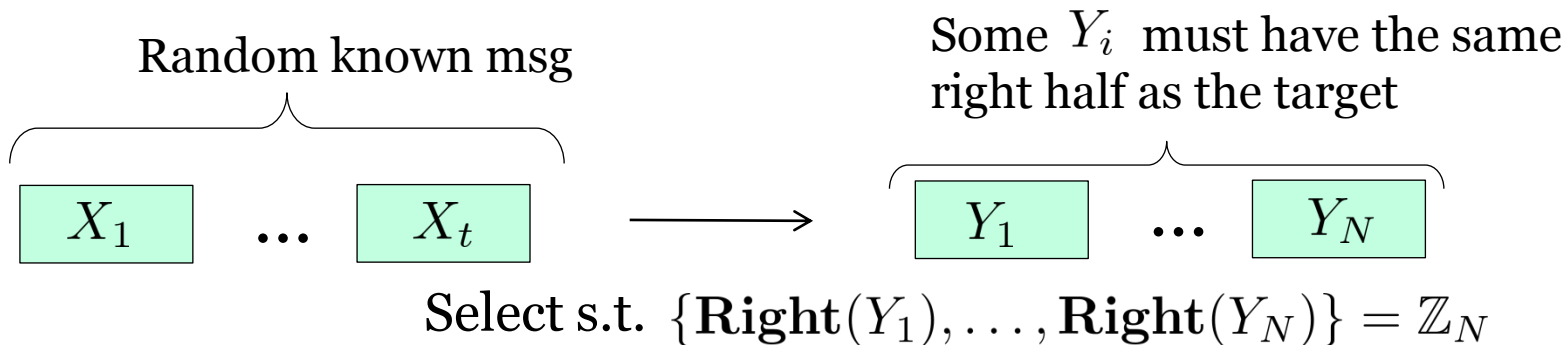 Random known msg
Some Y_i must have the same
right half as the target
X_1 ... X_t
Y_1 ... Y_N
Select s.t. {Right(Y_1), . . . , Right(Y_N)} = ℤ_N